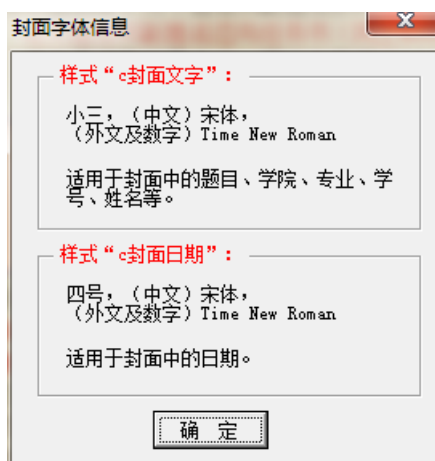 封面字体信息
样式“c封面文字”：
小三，（中文）宋体，
（外文及数字）Time New Roman
适用于封面中的题目、学院、专业、学
号、姓名等。
样式“c封面日期”：
四号，（中文）宋体，
（外文及数字）Time New Roman
适用于封面中的日期。
确 定